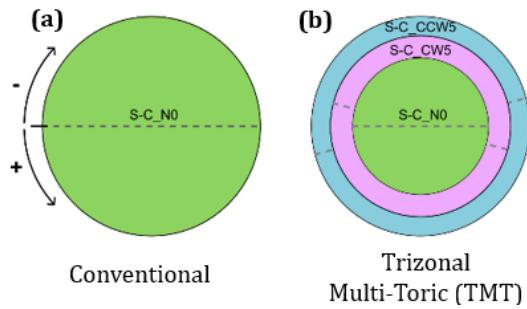 (a)
-
S-C_N0
+
Conventional
(b)
S-C_CCW5
S-C_CW5
S-C_N0
Trizonal
Multi-Toric (TMT)